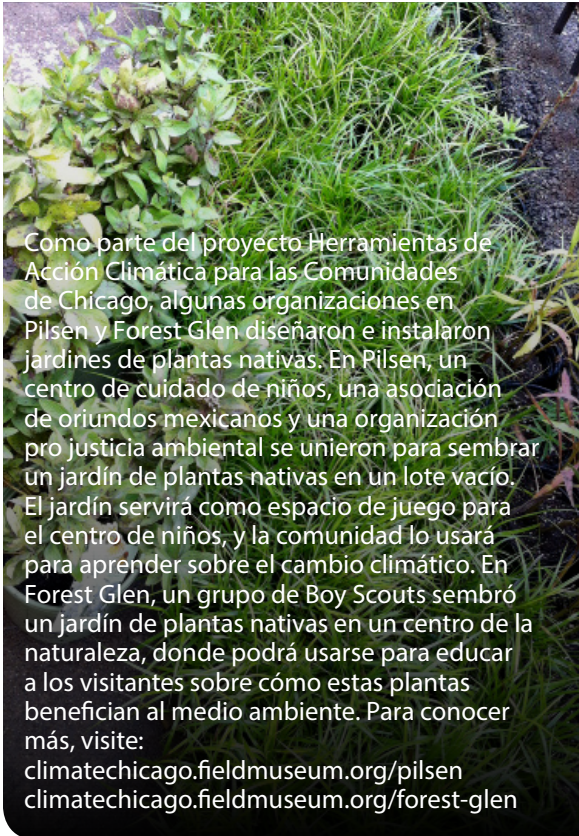 Como parte del proyecto Herramientas de
Acción Climática para las Comunidades
de Chicago, algunas organizaciones en
Pilsen y Forest Glen diseñaron e instalaron
jardines de plantas nativas. En Pilsen, un
centro de cuidado de niños, una asociación
de oriundos mexicanos y una organización
pro justicia ambiental se unieron para sembrar
un jardín de plantas nativas en un lote vacío.
El jardín servirá como espacio de juego para
el centro de niños, y la comunidad lo usará
para aprender sobre el cambio climático. En
Forest Glen, un grupo de Boy Scouts sembró
un jardín de plantas nativas en un centro de la
naturaleza, donde podrá usarse para educar
a los visitantes sobre cómo estas plantas
benefician al medio ambiente. Para conocer
más, visite:
climatechicago.fieldmuseum.org/pilsen
climatechicago.fieldmuseum.org/forest-glen